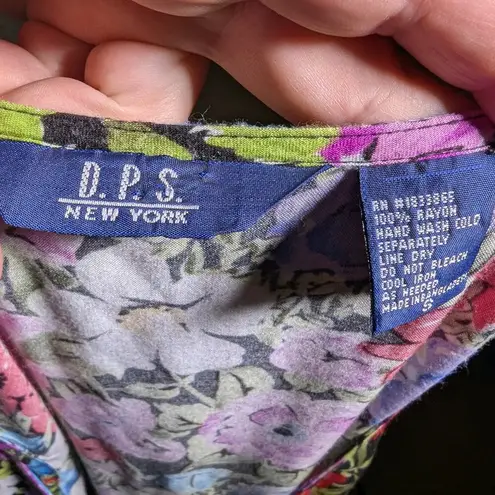 D.P.S.
NEW YORK
RN #1833865
100% RAYON
HAND WASH COLD
SEPARATELY
LINE DRY
DO NOT BLEACH
COOL IRON
AS NEEDED
MADE IN BANGLADESH
S